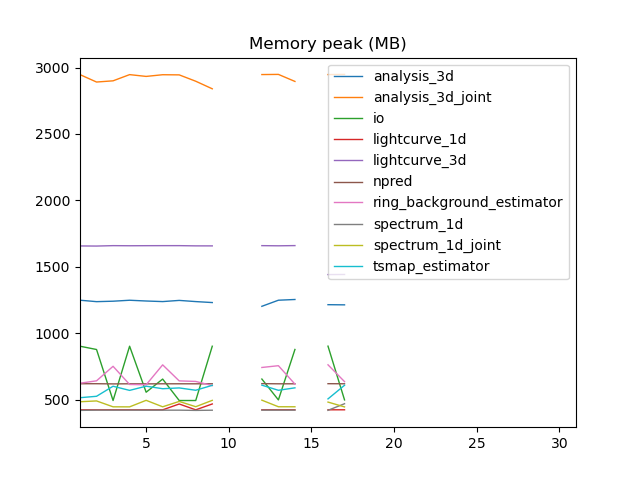 Memory peak (MB)
3000
2500
2000
1500
1000
500
analysis_3d
analysis_3d_joint
io
lightcurve_1d
lightcurve_3d
npred
ring_background_estimator
spectrum_1d
spectrum_1d_joint
tsmap_estimator
5 10 15 20 25 30